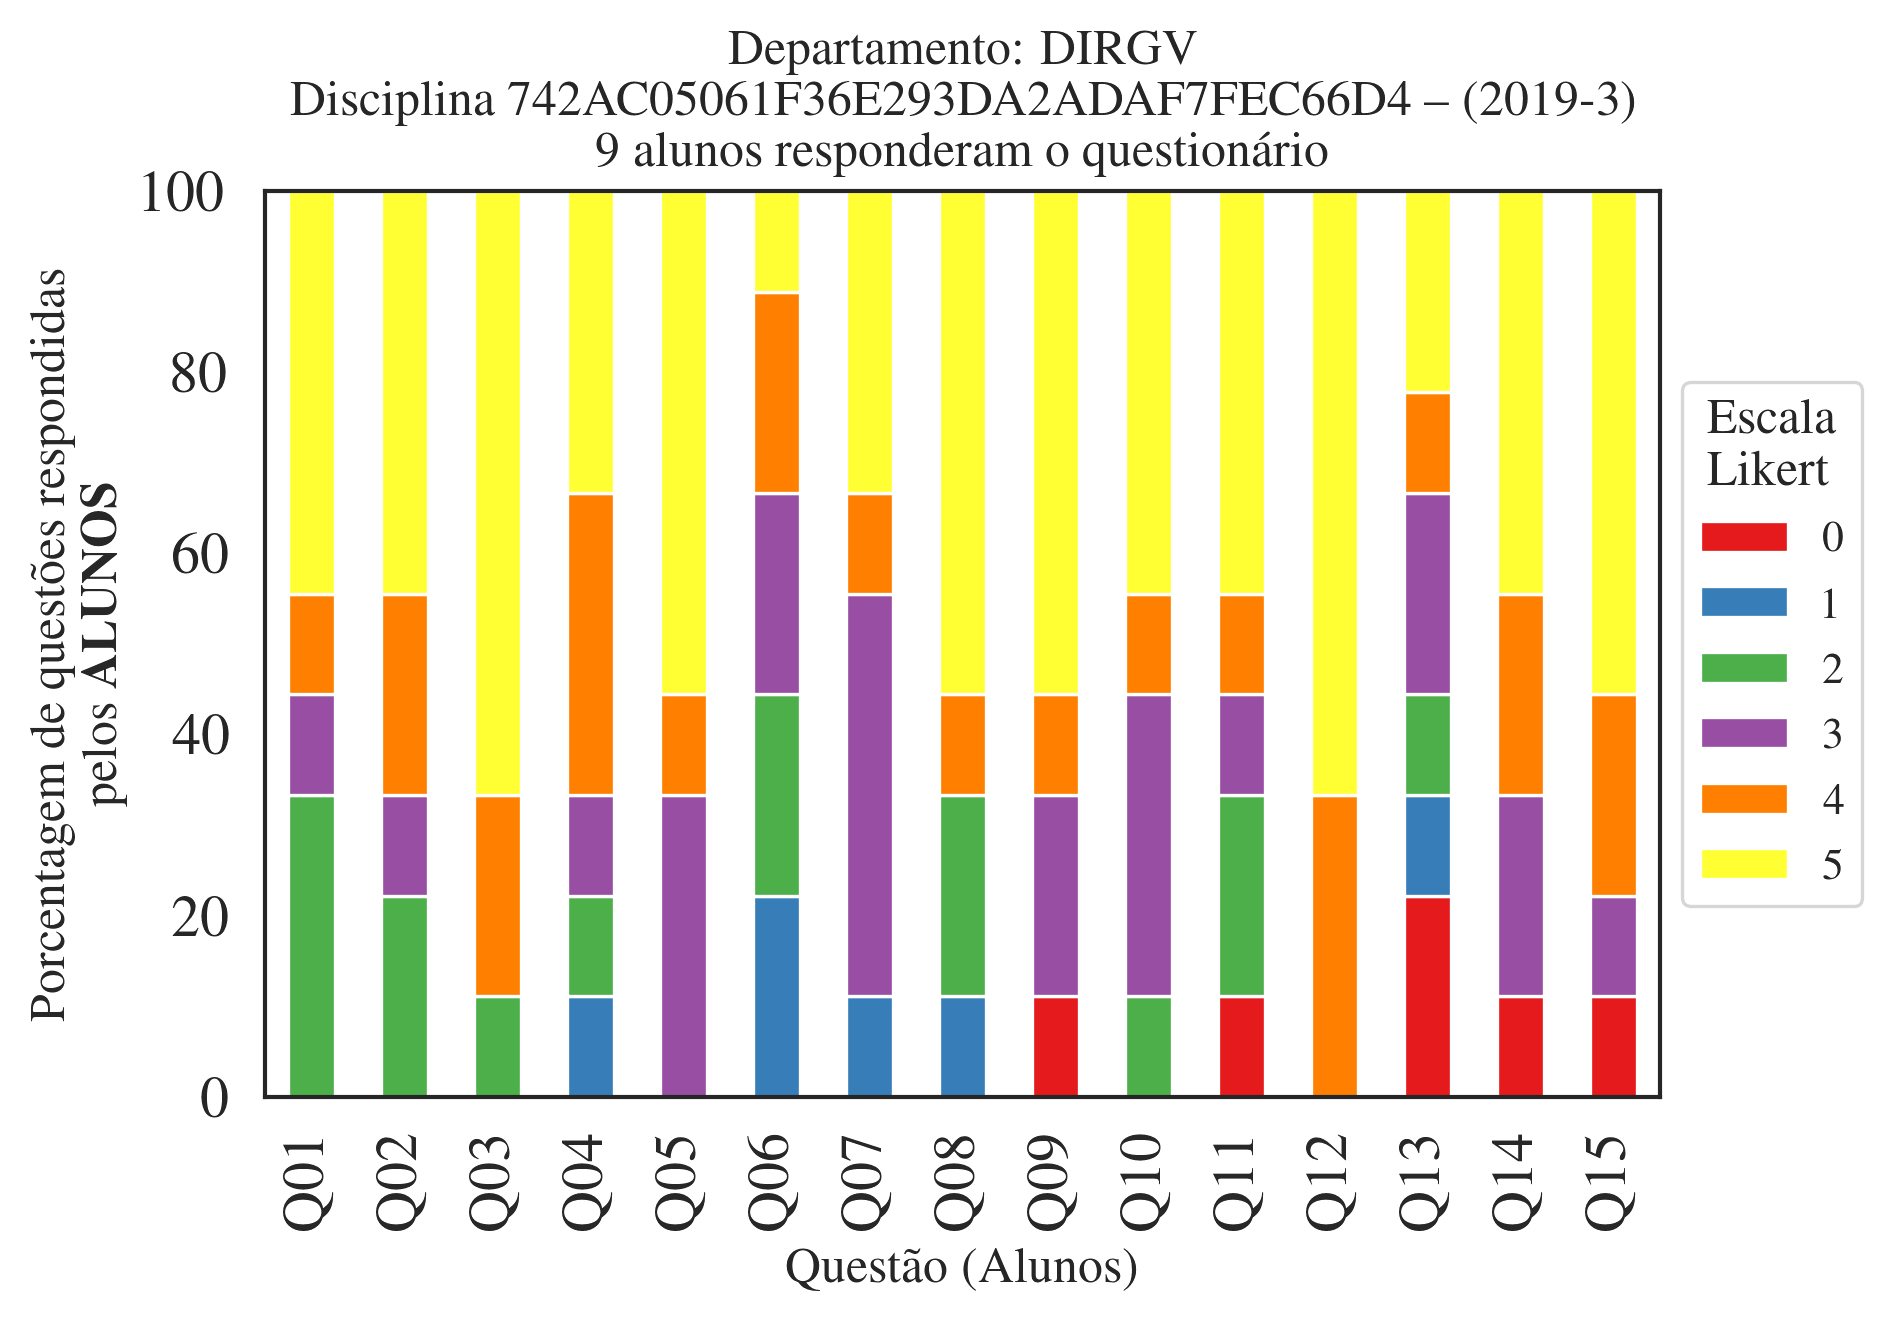 Departamento: DIRGV
Disciplina 742AC05061F36E293DA2ADAF7FEC66D4 – (2019-3)
9 alunos responderam o questionário
Porcentagem de questões respondidas
pelos ALUNOS
100
80
60
40
20
0
Q01
Q02
Q03
Q04
Q05
Q06
Q07
Q08
Q09
Q10
Q11
Q12
Q13
Q14
Q15
Questão (Alunos)
Escala
Likert
0
1
2
3
4
5